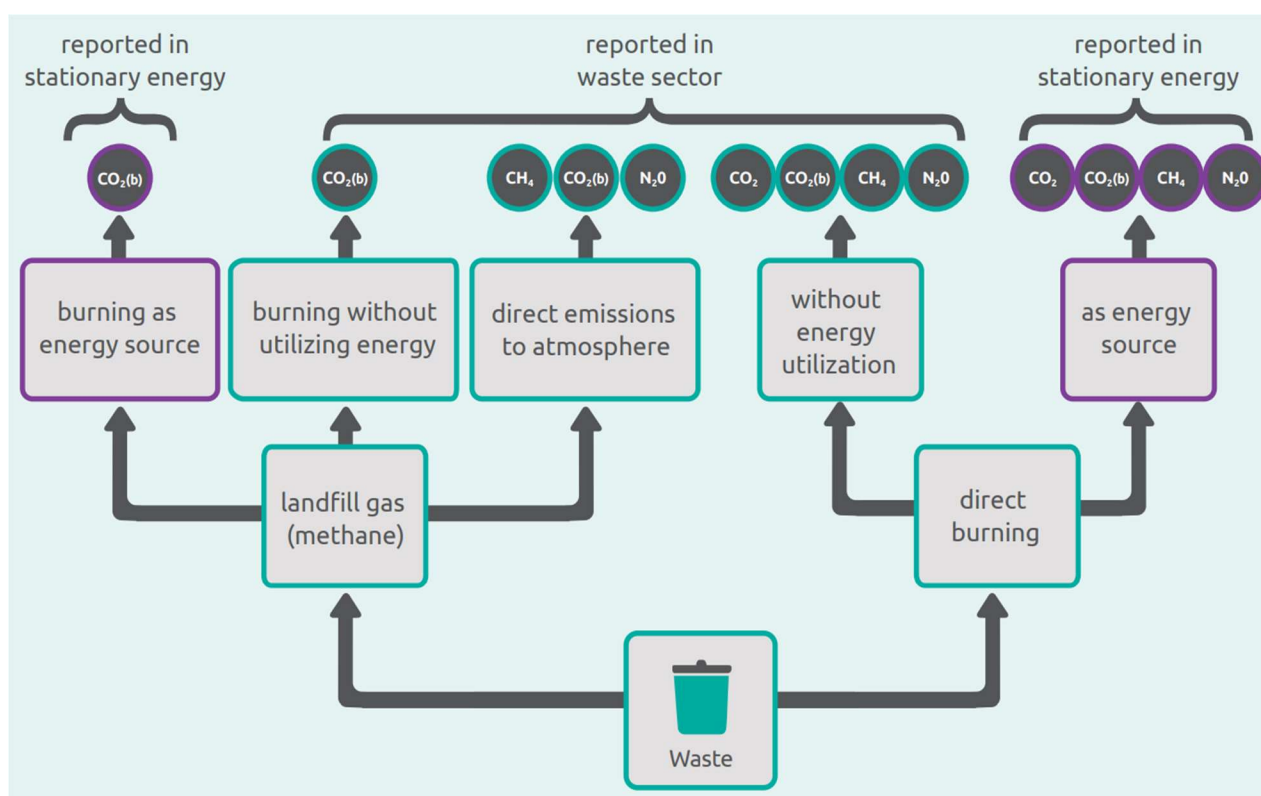 reported in
stationary energy
reported in
waste sector
reported in
stationary energy
CO₂(b)
CO₂(b)
CH₄ CO₂(b) N₂0
CO₂ CO₂(b) CH₄ N₂0
CO₂ CO₂(b) CH₄ N₂0
burning as
energy source
burning without
utilizing energy
direct emissions
to atmosphere
without
energy
utilization
as energy
source
landfill gas
(methane)
direct
burning
Waste